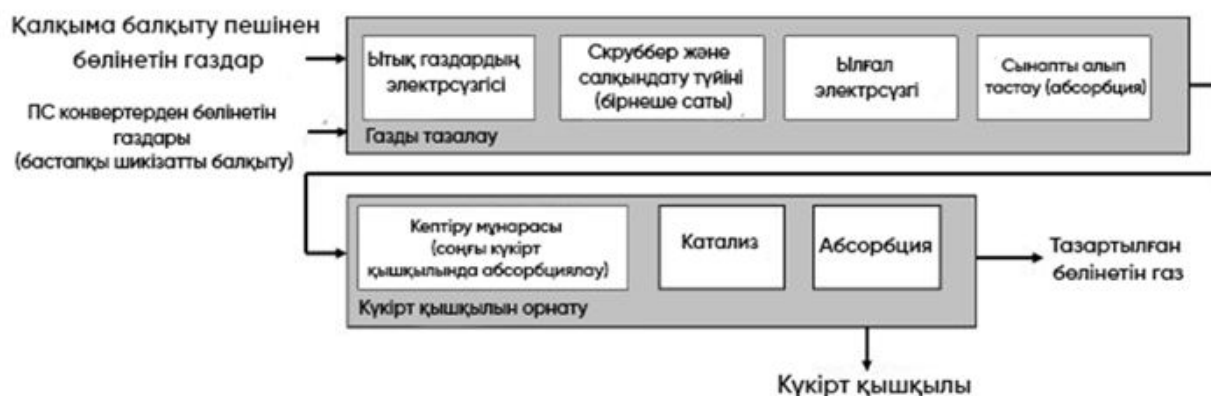 Қалқыма балқыту пешінен
бөлінетін газдар
ПС конвертерден бөлінетін
газдары
(бастапқы шикізатты балқыту)
Ытық газдардың
электрсүзгісі
Скруббер және
салқындату түйіні
(бірнеше саты)
Ылғал
электрсүзгі
Сынапты алып
тастау (абсорбция)
Газды тазалау
Кептіру мұнарасы
(соңғы күкірт
қышқылында абсорбциялау)
Катализ
Абсорбция
Күкірт қышқылын орнату
Тазартылған
бөлінетін газ
Күкірт қышқылы